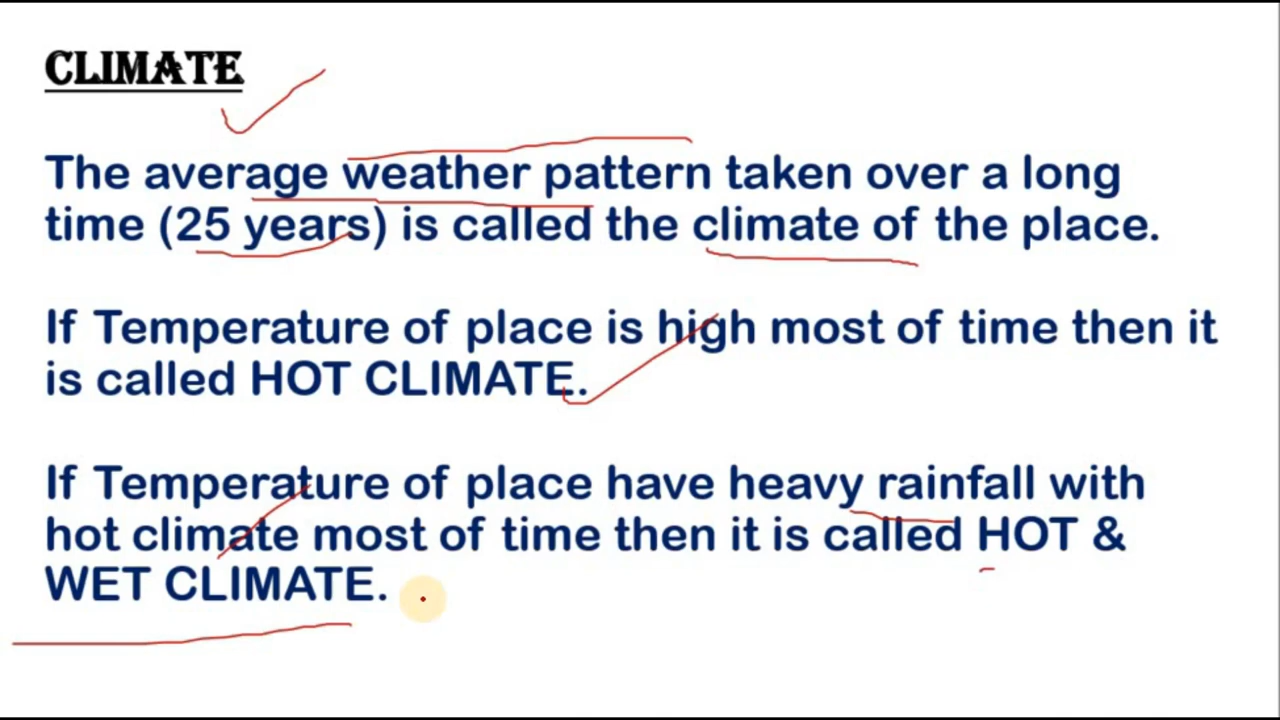 CLIMATE
The average weather pattern taken over a long
time (25 years) is called the climate of the place.
If Temperature of place is high most of time then it
is called HOT CLIMATE.
If Temperature of place have heavy rainfall with
hot climate most of time then it is called HOT &
WET CLIMATE.